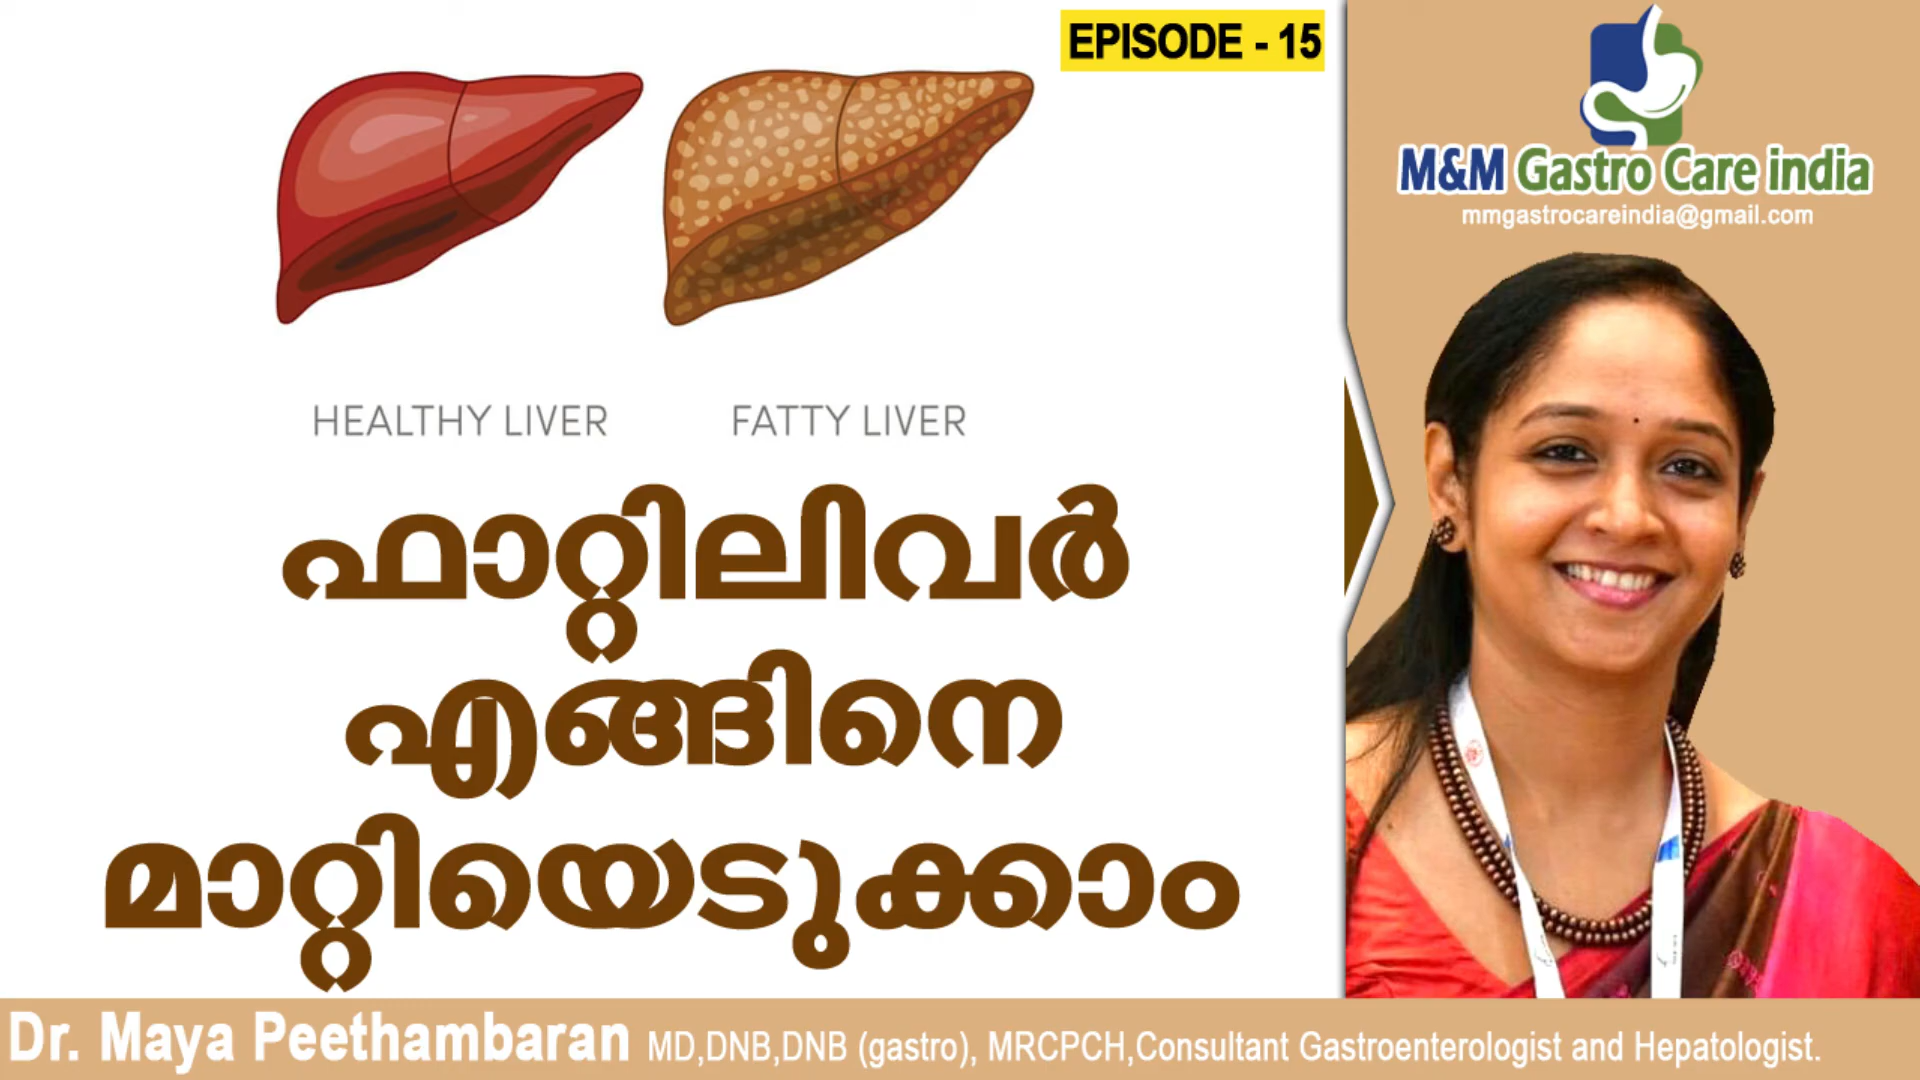 EPISODE - 15
M&M Gastro Care india
mmgastrocareindia@gmail.com
HEALTHY LIVER
FATTY LIVER
ഫാറ്റിലിവർ
എങ്ങിനെ
മാറ്റിയെടുക്കാം
Dr. Maya Peethambaran MD,DNB,DNB (gastro), MRCPCH,Consultant Gastroenterologist and Hepatologist.